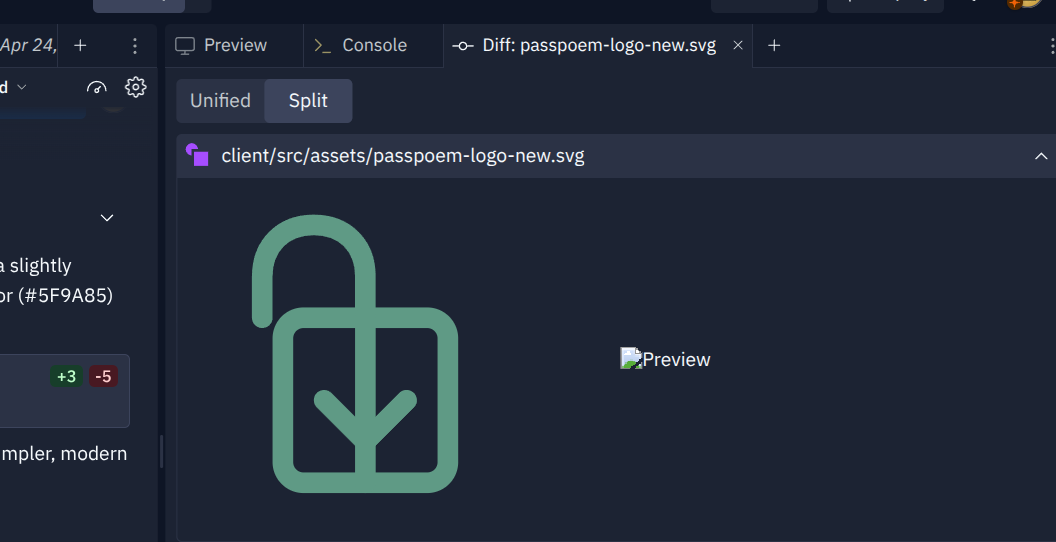 Apr 24,
Preview
Console
Diff: passpoem-logo-new.svg
Unified
Split
client/src/assets/passpoem-logo-new.svg
a slightly
or (#5F9A85)
+3 -5
mpler, modern
Preview